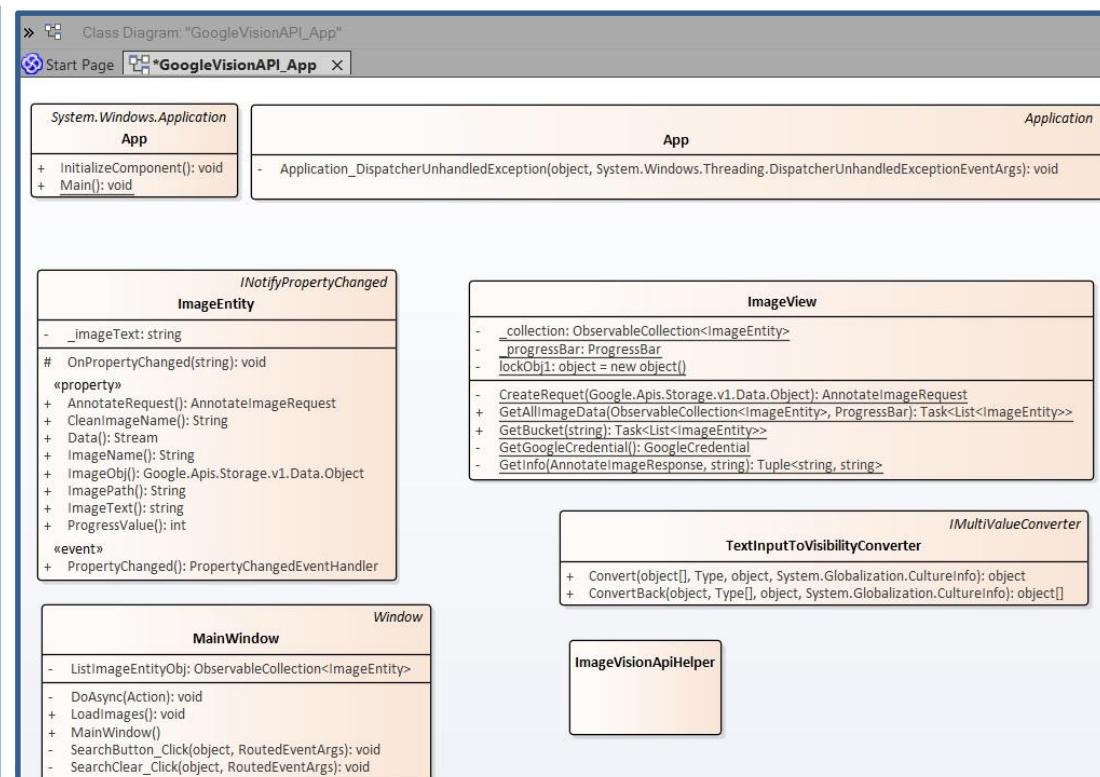 » Class Diagram: "GoogleVisionAPI_App"
Start Page *GoogleVisionAPI_App ×
System.Windows.Application
App
+ InitializeComponent(): void
+ Main(): void
Application
App
- Application_DispatcherUnhandledException(object, System.Windows.Threading.DispatcherUnhandledExceptionEventArgs): void
INotifyPropertyChanged
ImageEntity
- _imageText: string
# OnPropertyChanged(string): void
«property»
+ AnnotateRequest(): AnnotateImageRequest
+ CleanImageName(): String
+ Data(): Stream
+ ImageName(): String
+ ImageObj(): Google.Apis.Storage.v1.Data.Object
+ ImagePath(): String
+ ImageText(): string
+ ProgressValue(): int
«event»
+ PropertyChanged(): PropertyChangedEventHandler
ImageView
- _collection: ObservableCollection<ImageEntity>
- _progressBar: ProgressBar
- lockObj1: object = new object()
- CreateRequet(Google.Apis.Storage.v1.Data.Object): AnnotateImageRequest
+ GetAllImageData(ObservableCollection<ImageEntity>, ProgressBar): Task<List<ImageEntity>>
+ GetBucket(string): Task<List<ImageEntity>>
- GetGoogleCredential(): GoogleCredential
- GetInfo(AnnotateImageResponse, string): Tuple<string, string>
IMultiValueConverter
TextInputToVisibilityConverter
+ Convert(object[], Type, object, System.Globalization.CultureInfo): object
+ ConvertBack(object, Type[], object, System.Globalization.CultureInfo): object[]
Window
MainWindow
- ListImageEntityObj: ObservableCollection<ImageEntity>
- DoAsync(Action): void
+ LoadImages(): void
+ MainWindow()
- SearchButton_Click(object, RoutedEventArgs): void
- SearchClear_Click(object, RoutedEventArgs): void
ImageVisionApiHelper